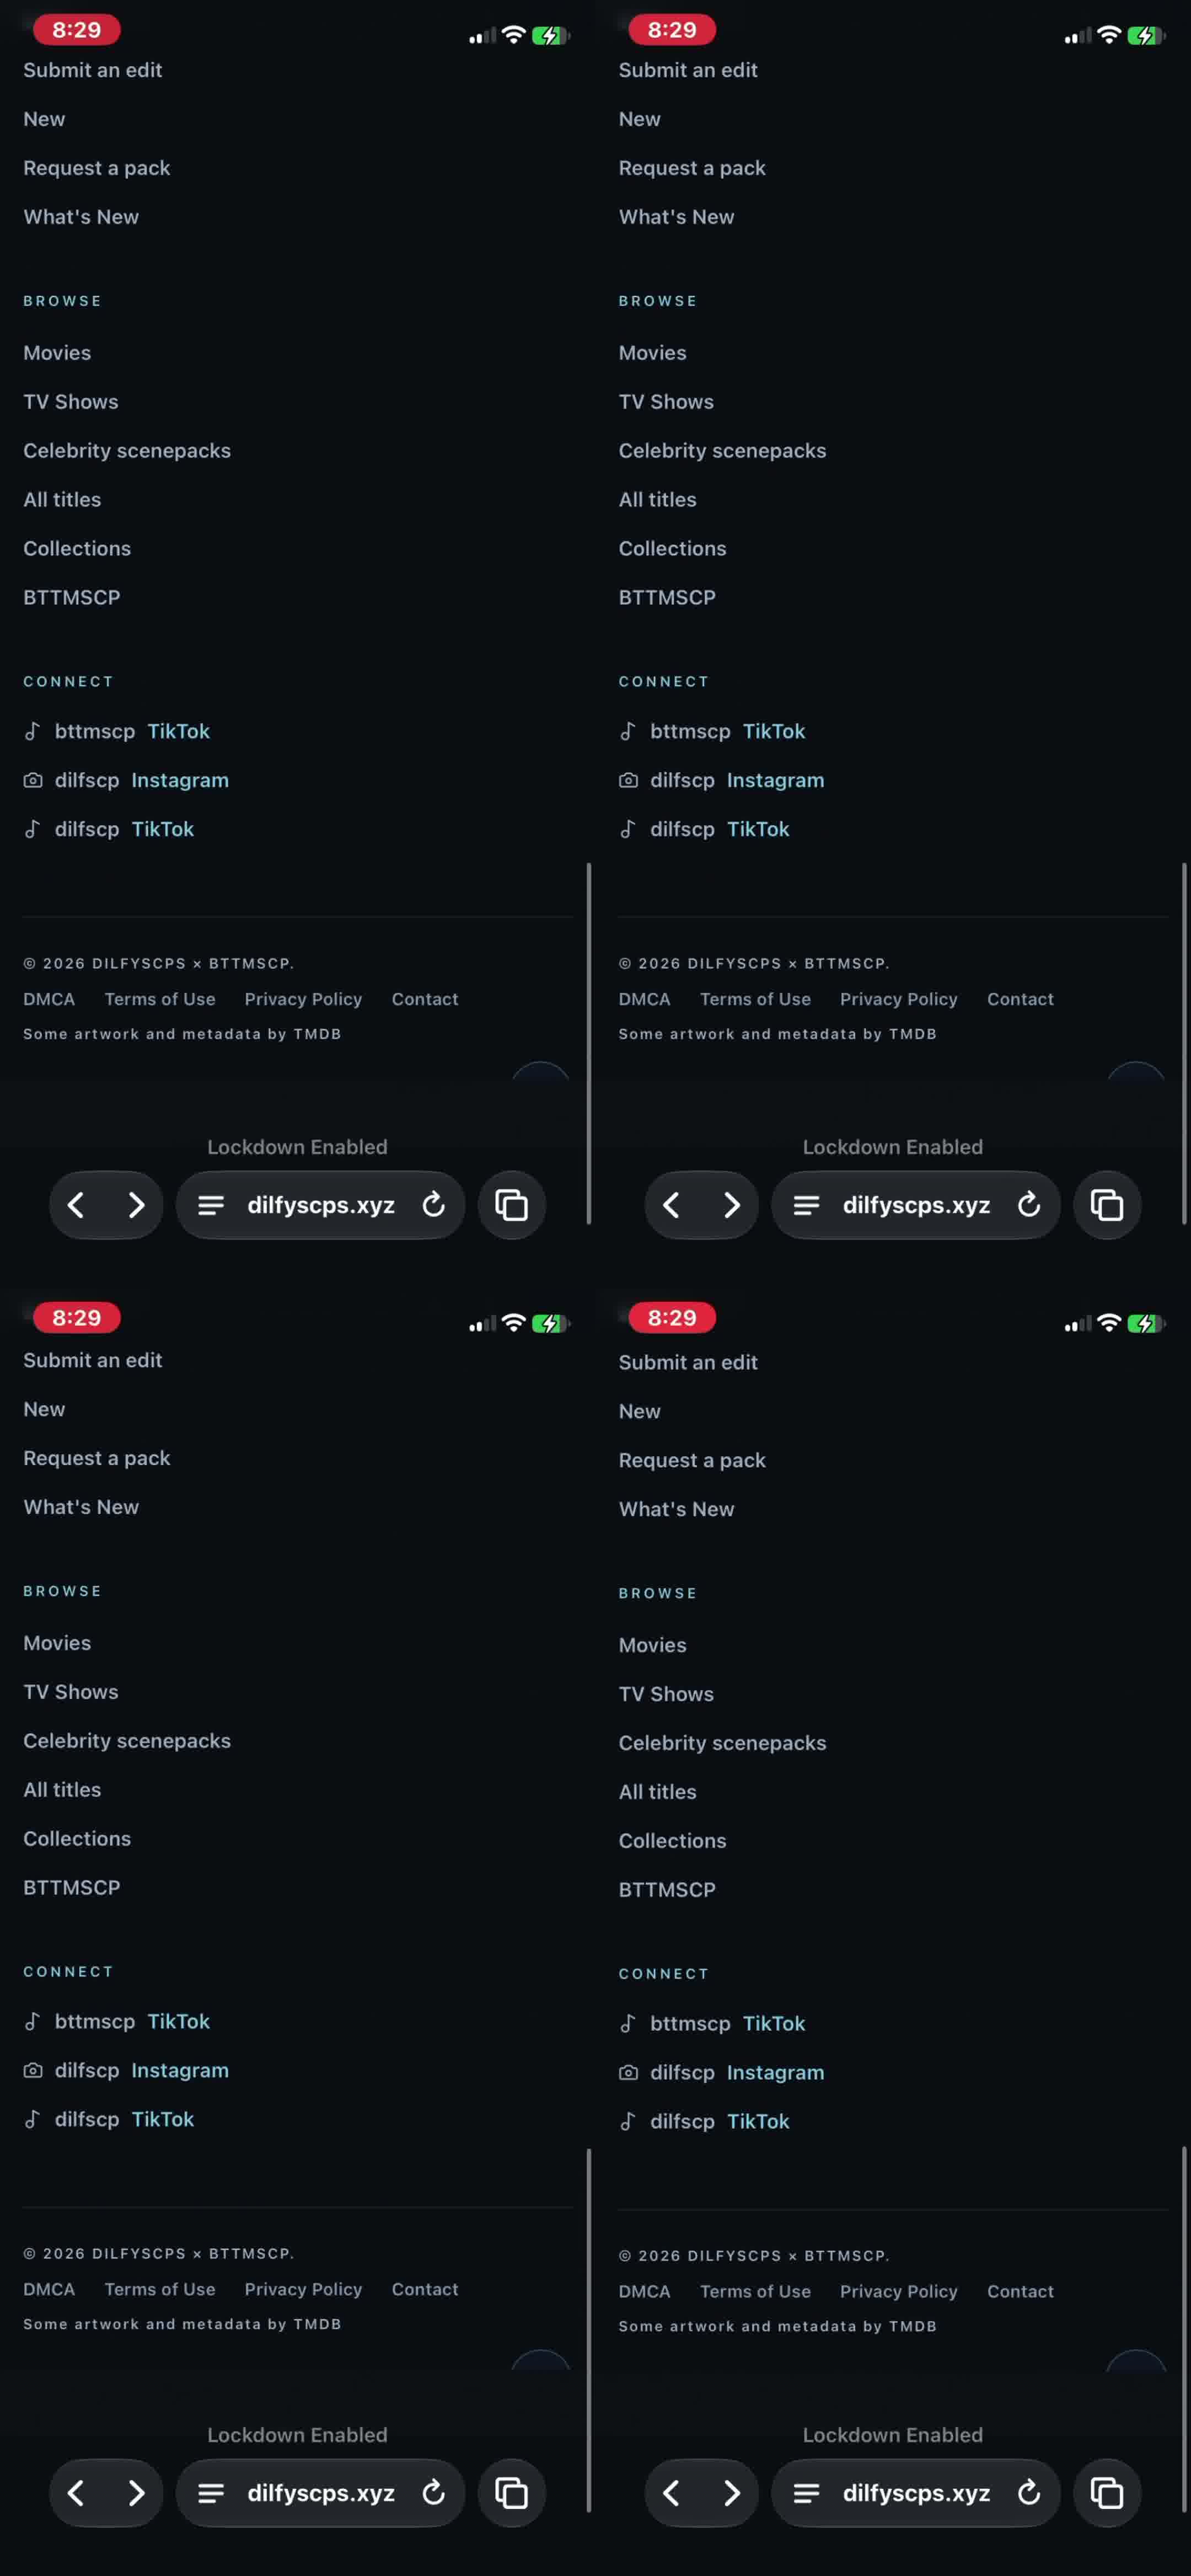 8:29
Submit an edit
New
Request a pack
What's New
BROWSE
Movies
TV Shows
Celebrity scenepacks
All titles
Collections
BTTMSCP
CONNECT
bttmscp TikTok
dilfscp Instagram
dilfscp TikTok
© 2026 DILFYSCPS × BTTMSCP.
DMCA Terms of Use Privacy Policy Contact
Some artwork and metadata by TMDB
Lockdown Enabled
dilfyscps.xyz
8:29
Submit an edit
New
Request a pack
What's New
BROWSE
Movies
TV Shows
Celebrity scenepacks
All titles
Collections
BTTMSCP
CONNECT
bttmscp TikTok
dilfscp Instagram
dilfscp TikTok
© 2026 DILFYSCPS × BTTMSCP.
DMCA Terms of Use Privacy Policy Contact
Some artwork and metadata by TMDB
Lockdown Enabled
dilfyscps.xyz
8:29
Submit an edit
New
Request a pack
What's New
BROWSE
Movies
TV Shows
Celebrity scenepacks
All titles
Collections
BTTMSCP
CONNECT
bttmscp TikTok
dilfscp Instagram
dilfscp TikTok
© 2026 DILFYSCPS × BTTMSCP.
DMCA Terms of Use Privacy Policy Contact
Some artwork and metadata by TMDB
Lockdown Enabled
dilfyscps.xyz
8:29
Submit an edit
New
Request a pack
What's New
BROWSE
Movies
TV Shows
Celebrity scenepacks
All titles
Collections
BTTMSCP
CONNECT
bttmscp TikTok
dilfscp Instagram
dilfscp TikTok
© 2026 DILFYSCPS × BTTMSCP.
DMCA Terms of Use Privacy Policy Contact
Some artwork and metadata by TMDB
Lockdown Enabled
dilfyscps.xyz